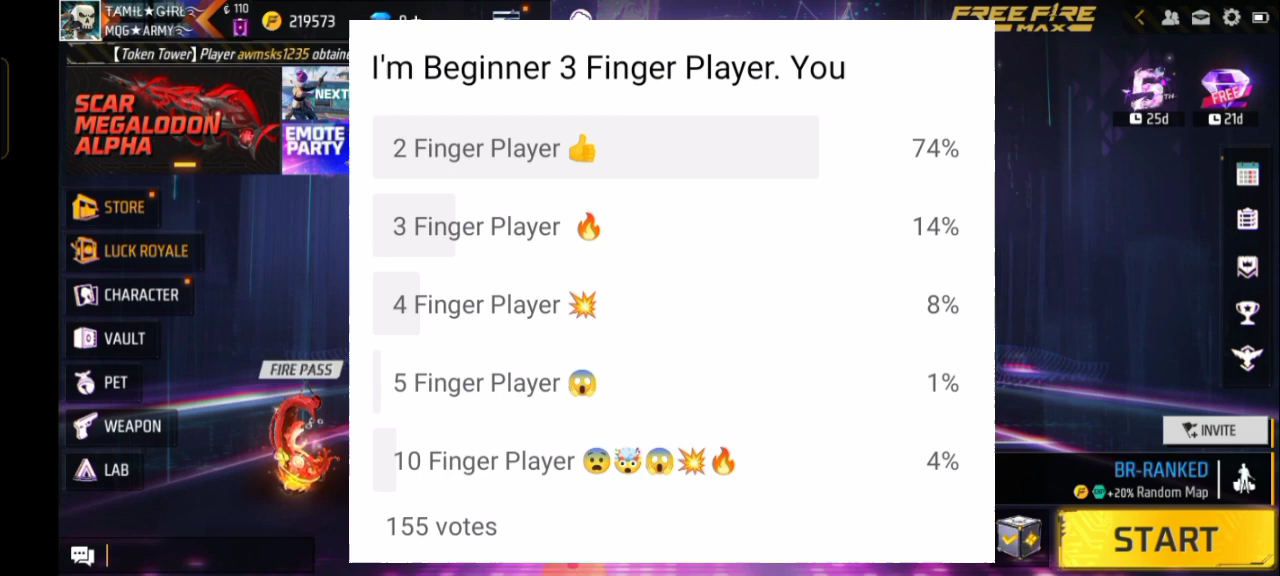 TAMIL★GIRL
MQG★ARMY
110
219573
FREE FIRE
MAX
【Token Tower】 Player awmsks1235 obtaine
SCAR
MEGALODON
ALPHA
NEXT
EMOTE
PARTY
STORE
LUCK ROYALE
CHARACTER
VAULT
PET
WEAPON
LAB
FIRE PASS
I'm Beginner 3 Finger Player. You
2 Finger Player 👍 74%
3 Finger Player 🔥 14%
4 Finger Player 💥 8%
5 Finger Player 😱 1%
10 Finger Player 😨🤯😱💥🔥 4%
155 votes
5TH
25d
FREE
21d
INVITE
BR-RANKED
+20% Random Map
START